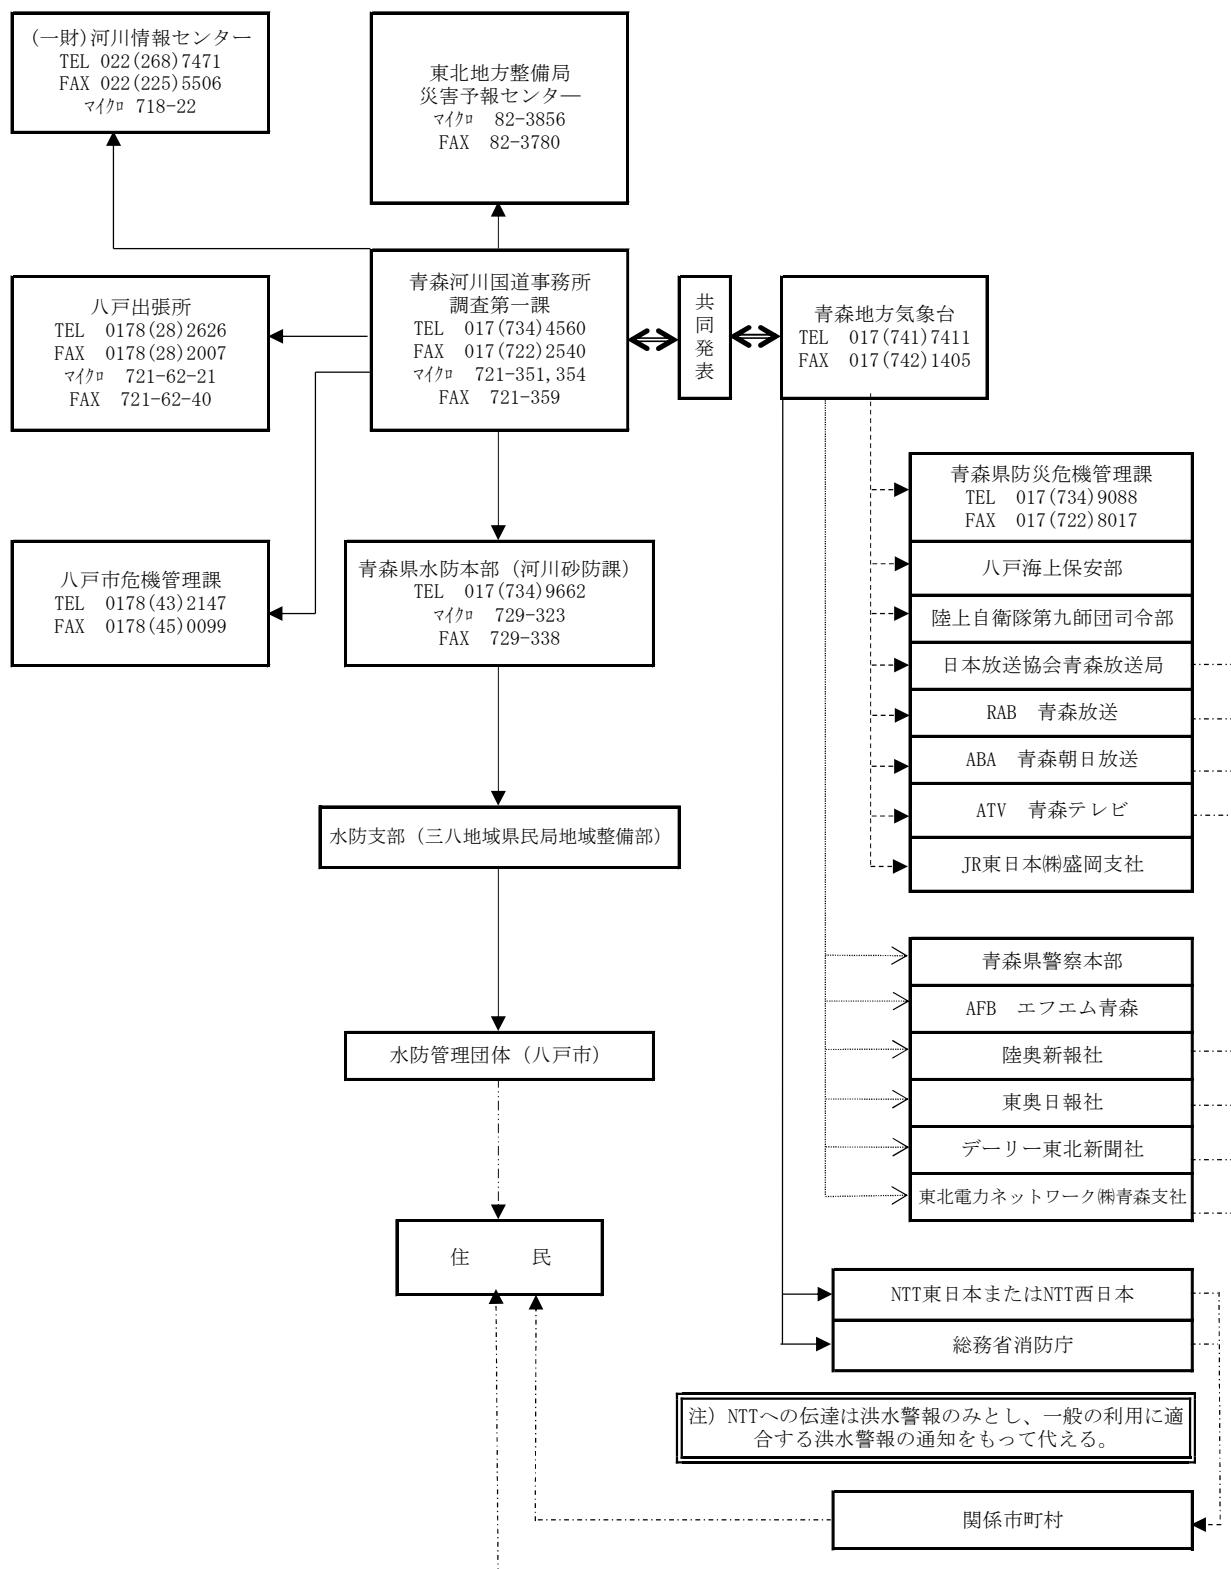 (一財)河川情報センター
TEL 022(268)7471
FAX 022(225)5506
ﾏｲｸﾛ 718-22
東北地方整備局
災害予報センター
ﾏｲｸﾛ　82-3856
FAX　82-3780
八戸出張所
TEL　0178(28)2626
FAX　0178(28)2007
ﾏｲｸﾛ　721-62-21
FAX　721-62-40
青森河川国道事務所
調査第一課
TEL　017(734)4560
FAX　017(722)2540
ﾏｲｸﾛ　721-351,354
FAX　721-359
共同発表
青森地方気象台
TEL　017(741)7411
FAX　017(742)1405
八戸市危機管理課
TEL　0178(43)2147
FAX　0178(45)0099
青森県水防本部（河川砂防課）
TEL　017(734)9662
ﾏｲｸﾛ　729-323
FAX　729-338
水防支部（三八地域県民局地域整備部）
水防管理団体（八戸市）
住　　　民
青森県防災危機管理課
TEL　017(734)9088
FAX　017(722)8017
八戸海上保安部
陸上自衛隊第九師団司令部
日本放送協会青森放送局
RAB　青森放送
ABA　青森朝日放送
ATV　青森テレビ
JR東日本㈱盛岡支社
青森県警察本部
AFB　エフエム青森
陸奥新報社
東奥日報社
デーリー東北新聞社
東北電力ネットワーク㈱青森支社
NTT東日本またはNTT西日本
総務省消防庁
注）NTTへの伝達は洪水警報のみとし、一般の利用に適
合する洪水警報の通知をもって代える。
関係市町村